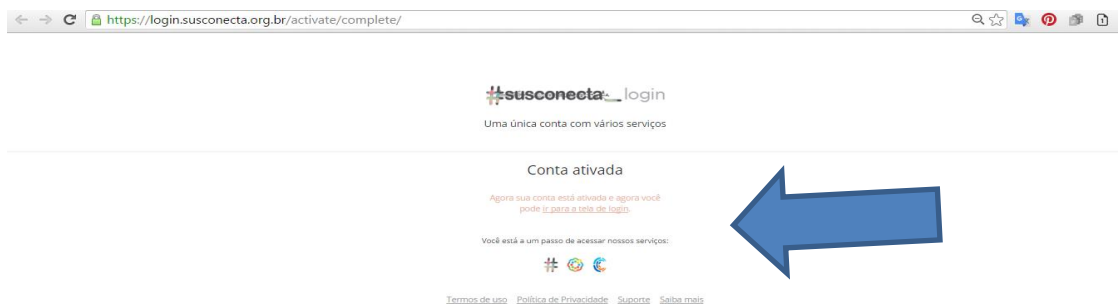 https://login.susconecta.org.br/activate/complete/
#susconecta_login
Uma única conta com vários serviços
Conta ativada
Agora sua conta está ativada e agora você
pode ir para a tela de login.
Você está a um passo de acessar nossos serviços:
Termos de uso Política de Privacidade Suporte Saiba mais